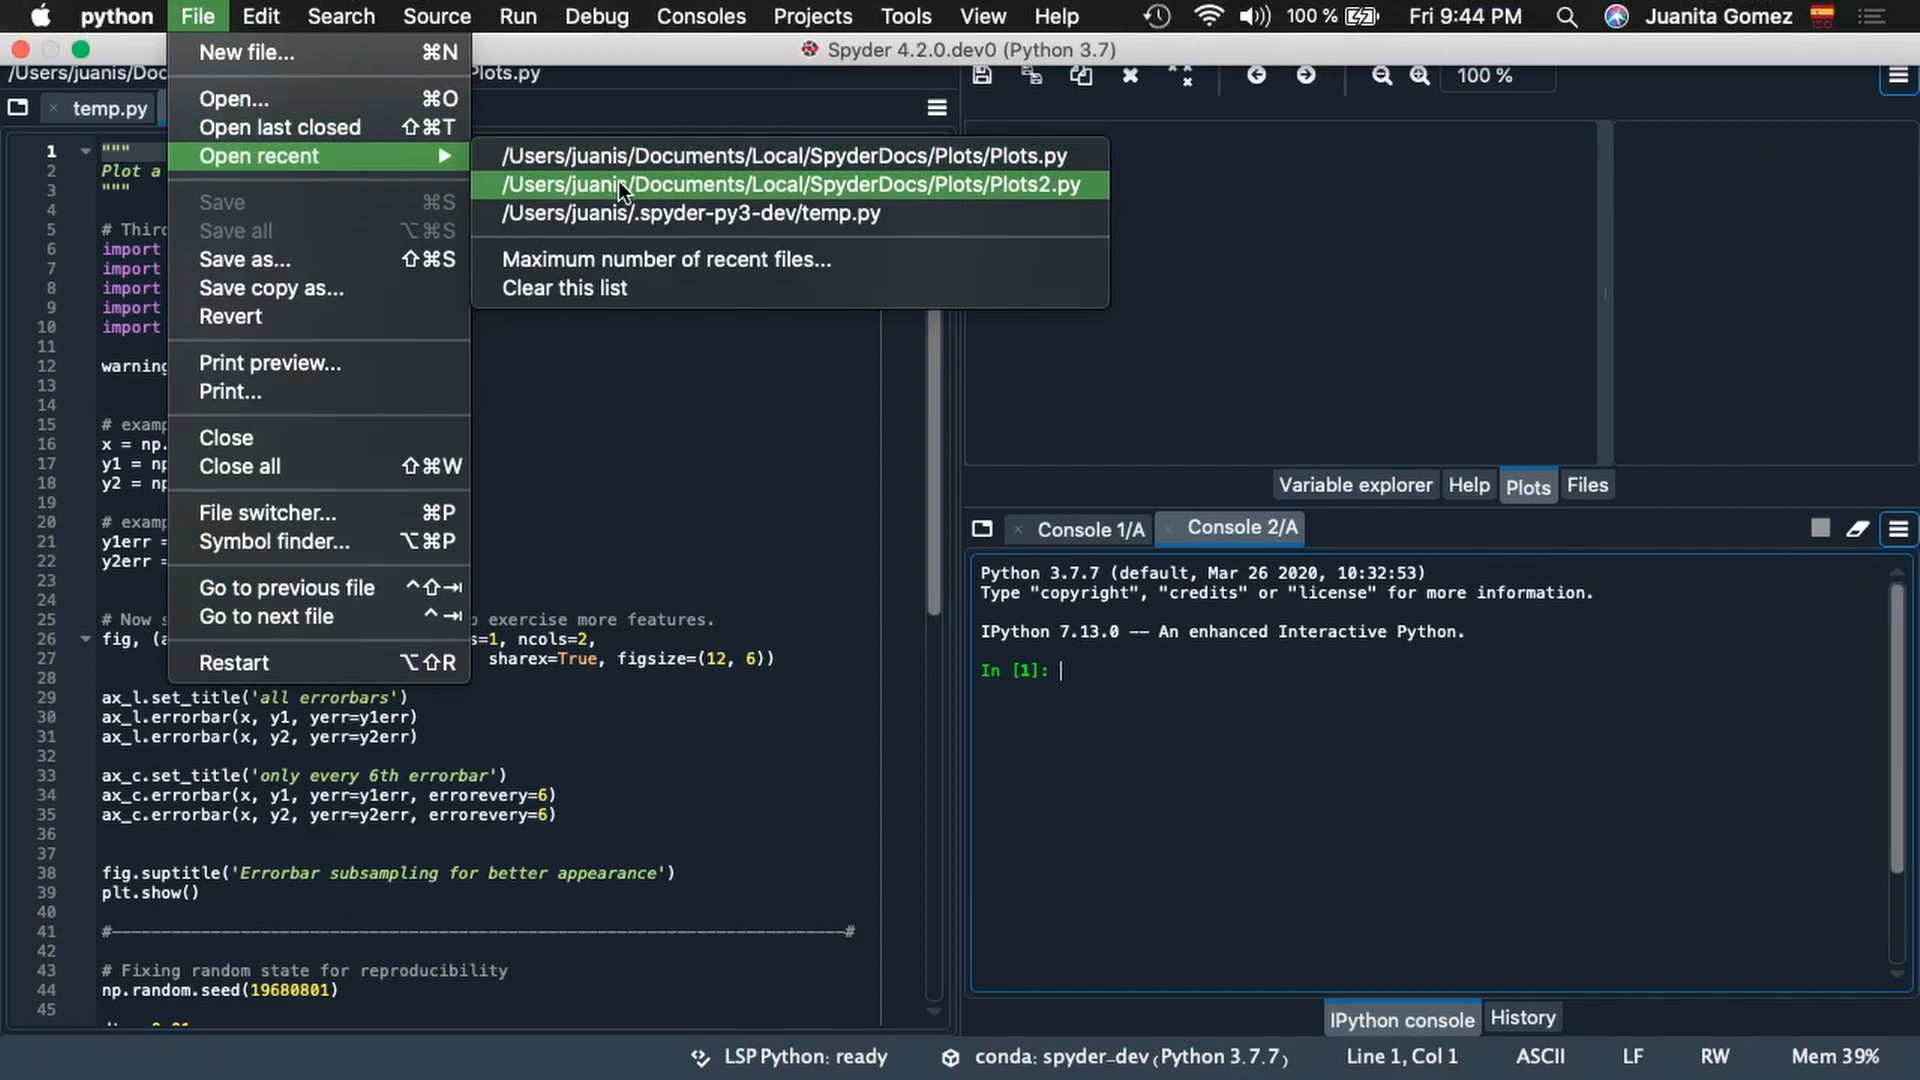 python File Edit Search Source Run Debug Consoles Projects Tools View Help 100 % Fri 9:44 PM Juanita Gomez
Spyder 4.2.0.dev0 (Python 3.7)
/Users/juanis/Doc
Plots.py
100 %
temp.py
New file... ⌘N
Open... ⌘O
Open last closed ⇧⌘T
Open recent ▶
Save ⌘S
Save all ⌥⌘S
Save as... ⇧⌘S
Save copy as...
Revert
Print preview...
Print...
Close
Close all ⇧⌘W
File switcher... ⌘P
Symbol finder... ⌥⌘P
Go to previous file ⌃⇧⇥
Go to next file ⌃⇥
Restart ⌥⇧R
/Users/juanis/Documents/Local/SpyderDocs/Plots/Plots.py
/Users/juanis/Documents/Local/SpyderDocs/Plots/Plots2.py
/Users/juanis/.spyder-py3-dev/temp.py
Maximum number of recent files...
Clear this list
1 """
2 Plot a
3 """
4
5 # Thir
6 import
7 import
8 import
9 import
10 import
11
12 warning
13
14
15 # examp
16 x = np.
17 y1 = np
18 y2 = np
19
20 # examp
21 y1err =
22 y2err =
23
24
25 # Now s o exercise more features.
26 fig, (a s=1, ncols=2,
27 sharex=True, figsize=(12, 6))
28
29 ax_l.set_title('all errorbars')
30 ax_l.errorbar(x, y1, yerr=y1err)
31 ax_l.errorbar(x, y2, yerr=y2err)
32
33 ax_c.set_title('only every 6th errorbar')
34 ax_c.errorbar(x, y1, yerr=y1err, errorevery=6)
35 ax_c.errorbar(x, y2, yerr=y2err, errorevery=6)
36
37
38 fig.suptitle('Errorbar subsampling for better appearance')
39 plt.show()
40
41 #———————————————————————————————————#
42
43 # Fixing random state for reproducibility
44 np.random.seed(19680801)
45
Variable explorer Help Plots Files
Console 1/A Console 2/A
Python 3.7.7 (default, Mar 26 2020, 10:32:53)
Type "copyright", "credits" or "license" for more information.
IPython 7.13.0 —— An enhanced Interactive Python.
In [1]:
IPython console History
LSP Python: ready conda: spyder-dev (Python 3.7.7) Line 1, Col 1 ASCII LF RW Mem 39%